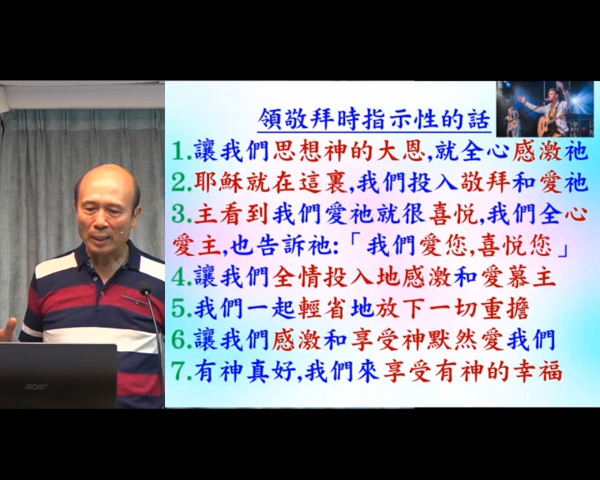 領敬拜時指示性的話
1.讓我們思想神的大恩,就全心感激祂
2.耶穌就在這裏,我們投入敬拜和愛祂
3.主看到我們愛祂就很喜悅,我們全心
愛主,也告訴祂:「我們愛您,喜悅您」
4.讓我們全情投入地感激和愛慕主
5.我們一起輕省地放下一切重擔
6.讓我們感激和享受神默然愛我們
7.有神真好,我們來享受有神的幸福
acer